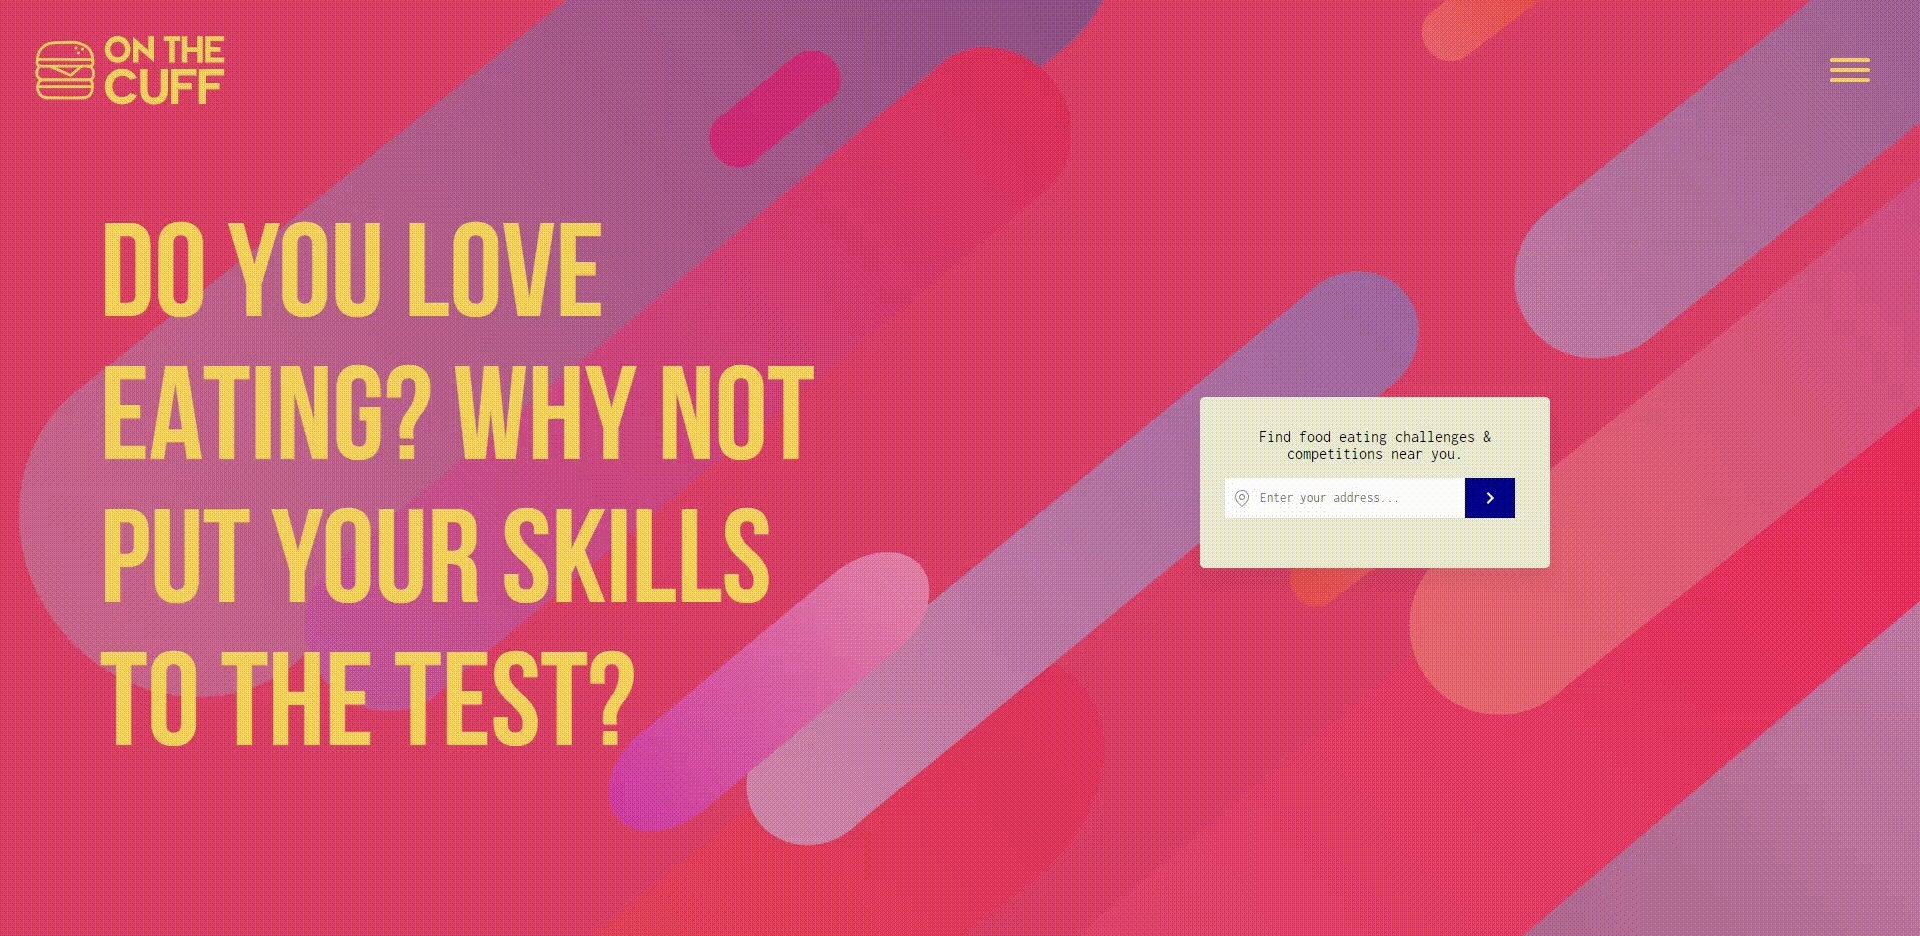 ON THE
CUFF
DO YOU LOVE
EATING? WHY NOT
PUT YOUR SKILLS
TO THE TEST?
Find food eating challenges &
competitions near you.
Enter your address...